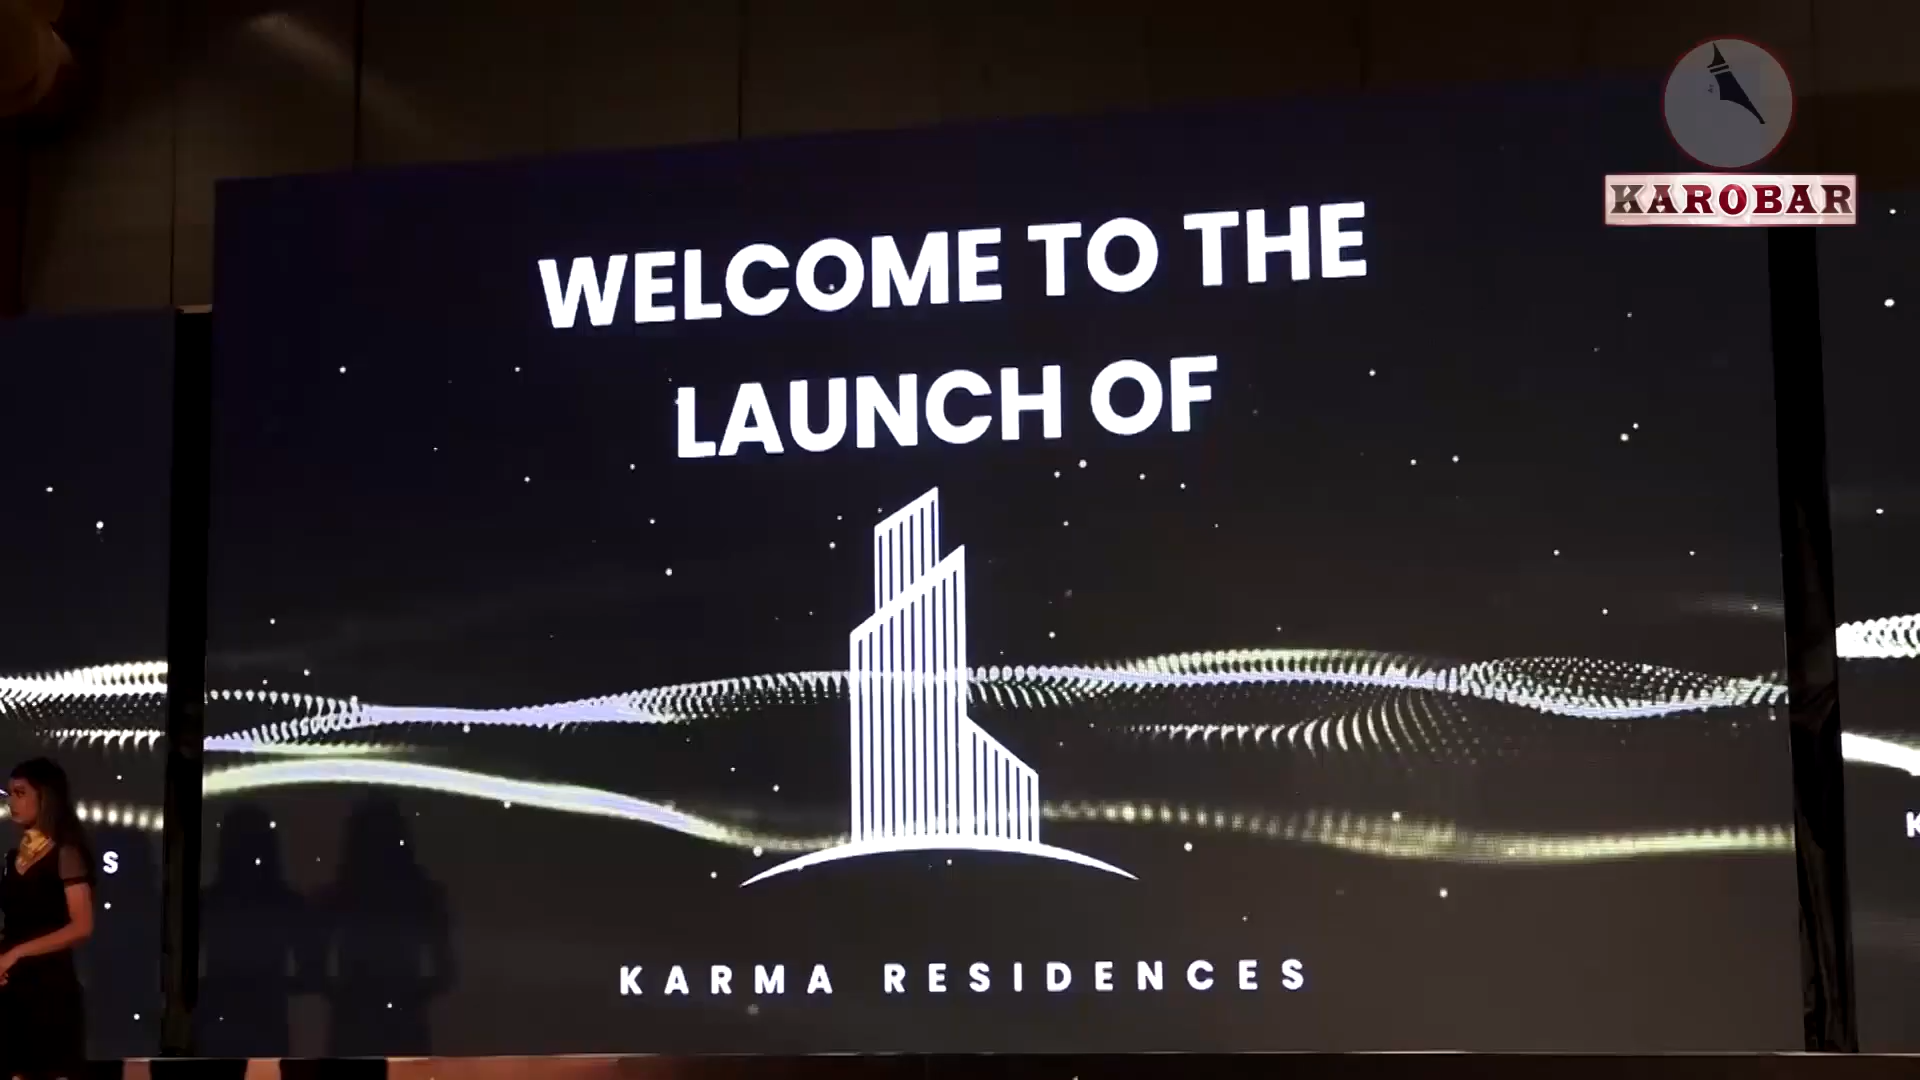 KAROBAR
WELCOME TO THE
LAUNCH OF
KARMA RESIDENCES
S
K